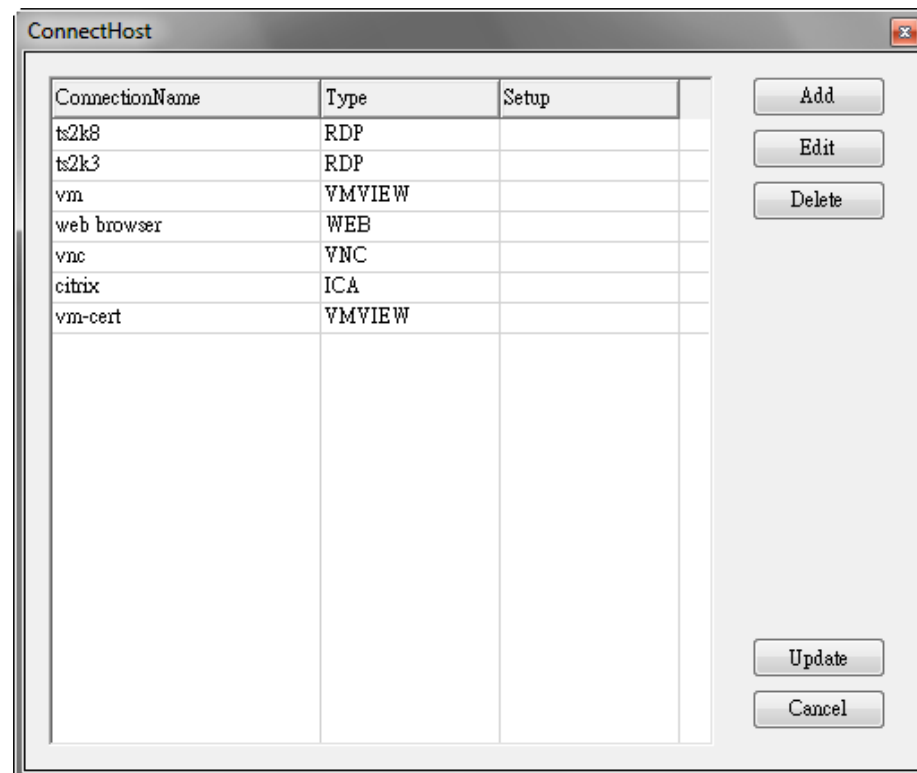 ConnectHost
ConnectionName Type Setup
ts2k8 RDP
ts2k3 RDP
vm VMVIEW
web browser WEB
vnc VNC
citrix ICA
vm-cert VMVIEW
Add
Edit
Delete
Update
Cancel